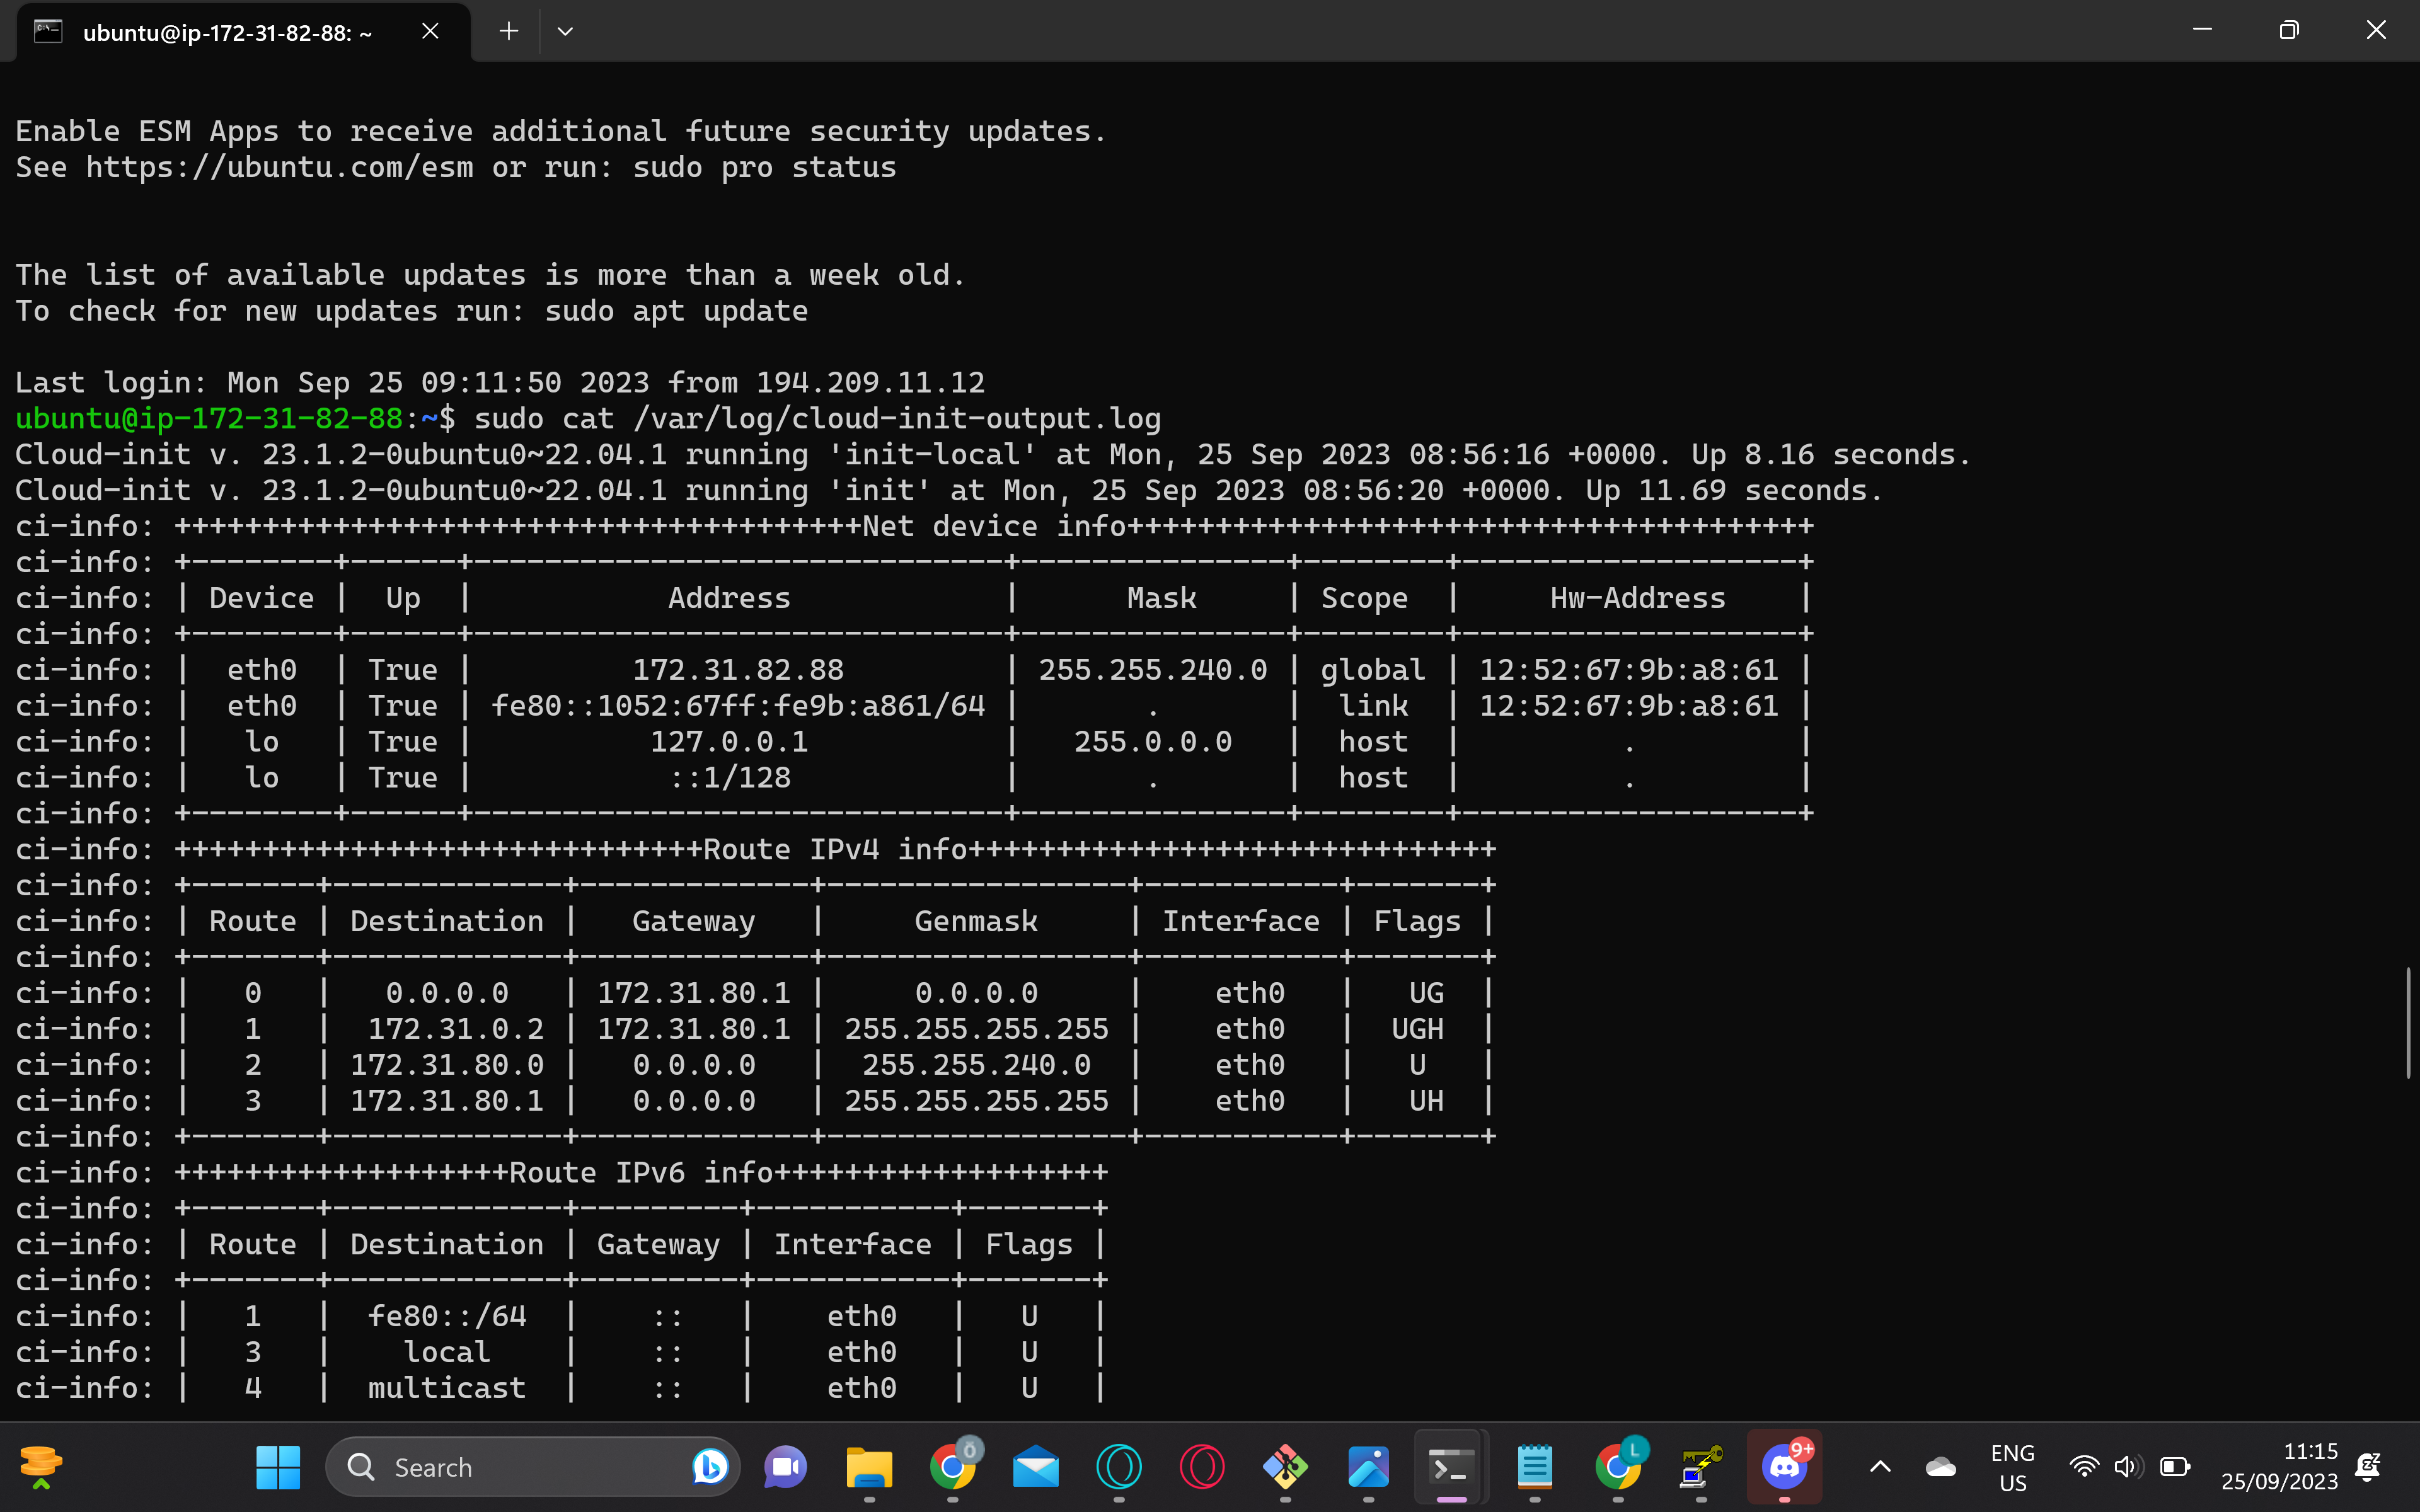 ubuntu@ip-172-31-82-88: ~
Enable ESM Apps to receive additional future security updates.
See https://ubuntu.com/esm or run: sudo pro status
The list of available updates is more than a week old.
To check for new updates run: sudo apt update
Last login: Mon Sep 25 09:11:50 2023 from 194.209.11.12
ubuntu@ip-172-31-82-88:~$ sudo cat /var/log/cloud-init-output.log
Cloud-init v. 23.1.2-0ubuntu0~22.04.1 running 'init-local' at Mon, 25 Sep 2023 08:56:16 +0000. Up 8.16 seconds.
Cloud-init v. 23.1.2-0ubuntu0~22.04.1 running 'init' at Mon, 25 Sep 2023 08:56:20 +0000. Up 11.69 seconds.
ci-info: +++++++++++++++++++++++++++++++++++++++Net device info+++++++++++++++++++++++++++++++++++++++
ci-info: +--------+------+------------------------------+---------------+--------+-------------------+
ci-info: | Device |  Up  |           Address            |      Mask     | Scope  |     Hw-Address    |
ci-info: +--------+------+------------------------------+---------------+--------+-------------------+
ci-info: |  eth0  | True |         172.31.82.88         | 255.255.240.0 | global | 12:52:67:9b:a8:61 |
ci-info: |  eth0  | True | fe80::1052:67ff:fe9b:a861/64 |       .       |  link  | 12:52:67:9b:a8:61 |
ci-info: |   lo   | True |          127.0.0.1           |   255.0.0.0   |  host  |         .         |
ci-info: |   lo   | True |           ::1/128            |       .       |  host  |         .         |
ci-info: +--------+------+------------------------------+---------------+--------+-------------------+
ci-info: ++++++++++++++++++++++++++++++Route IPv4 info++++++++++++++++++++++++++++++
ci-info: +-------+-------------+-------------+-----------------+-----------+-------+
ci-info: | Route | Destination |   Gateway   |     Genmask     | Interface | Flags |
ci-info: +-------+-------------+-------------+-----------------+-----------+-------+
ci-info: |   0   |   0.0.0.0   | 172.31.80.1 |     0.0.0.0     |    eth0   |   UG  |
ci-info: |   1   |  172.31.0.2 | 172.31.80.1 | 255.255.255.255 |    eth0   |  UGH  |
ci-info: |   2   | 172.31.80.0 |   0.0.0.0   |  255.255.240.0  |    eth0   |   U   |
ci-info: |   3   | 172.31.80.1 |   0.0.0.0   | 255.255.255.255 |    eth0   |   UH  |
ci-info: +-------+-------------+-------------+-----------------+-----------+-------+
ci-info: +++++++++++++++++++Route IPv6 info+++++++++++++++++++
ci-info: +-------+-------------+---------+-----------+-------+
ci-info: | Route | Destination | Gateway | Interface | Flags |
ci-info: +-------+-------------+---------+-----------+-------+
ci-info: |   1   |  fe80::/64  |    ::   |    eth0   |   U   |
ci-info: |   3   |    local    |    ::   |    eth0   |   U   |
ci-info: |   4   |  multicast  |    ::   |    eth0   |   U   |
Search
Ö
L
9+
ENG
US
11:15
25/09/2023